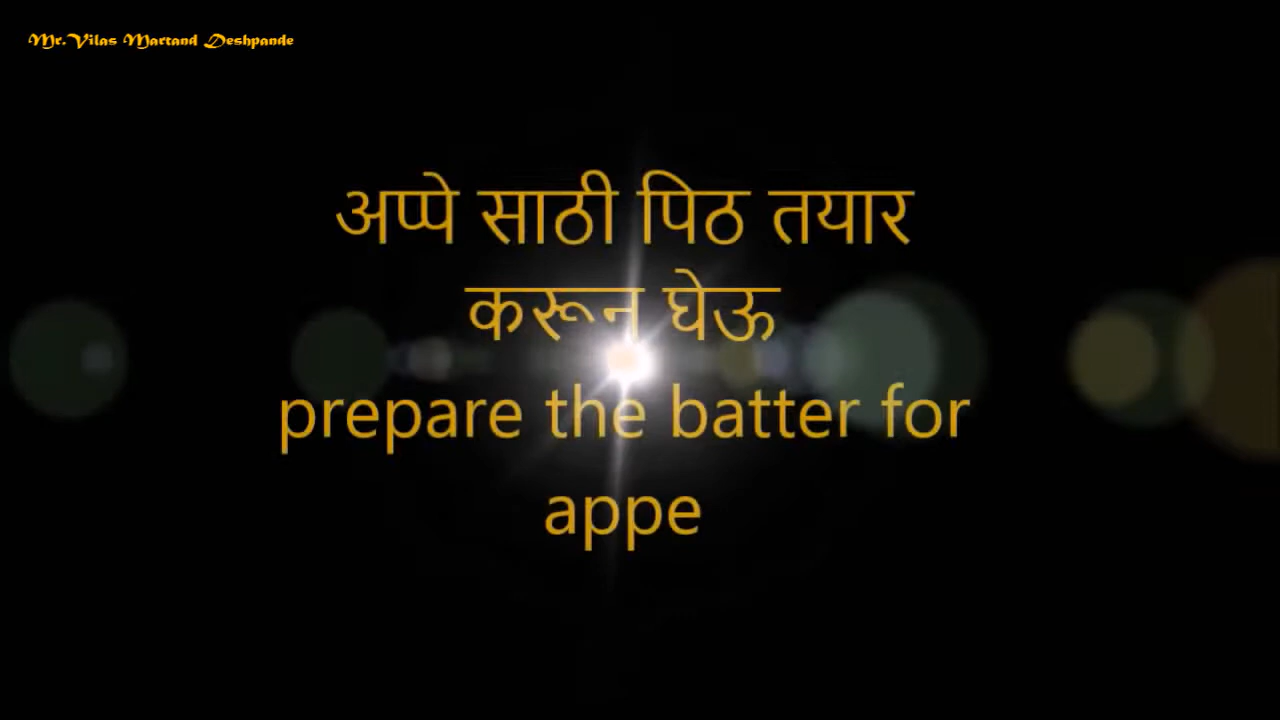 Mr.Vilas Martand Deshpande
अप्पे साठी पिठ तयार
करून घेऊ
prepare the batter for
appe